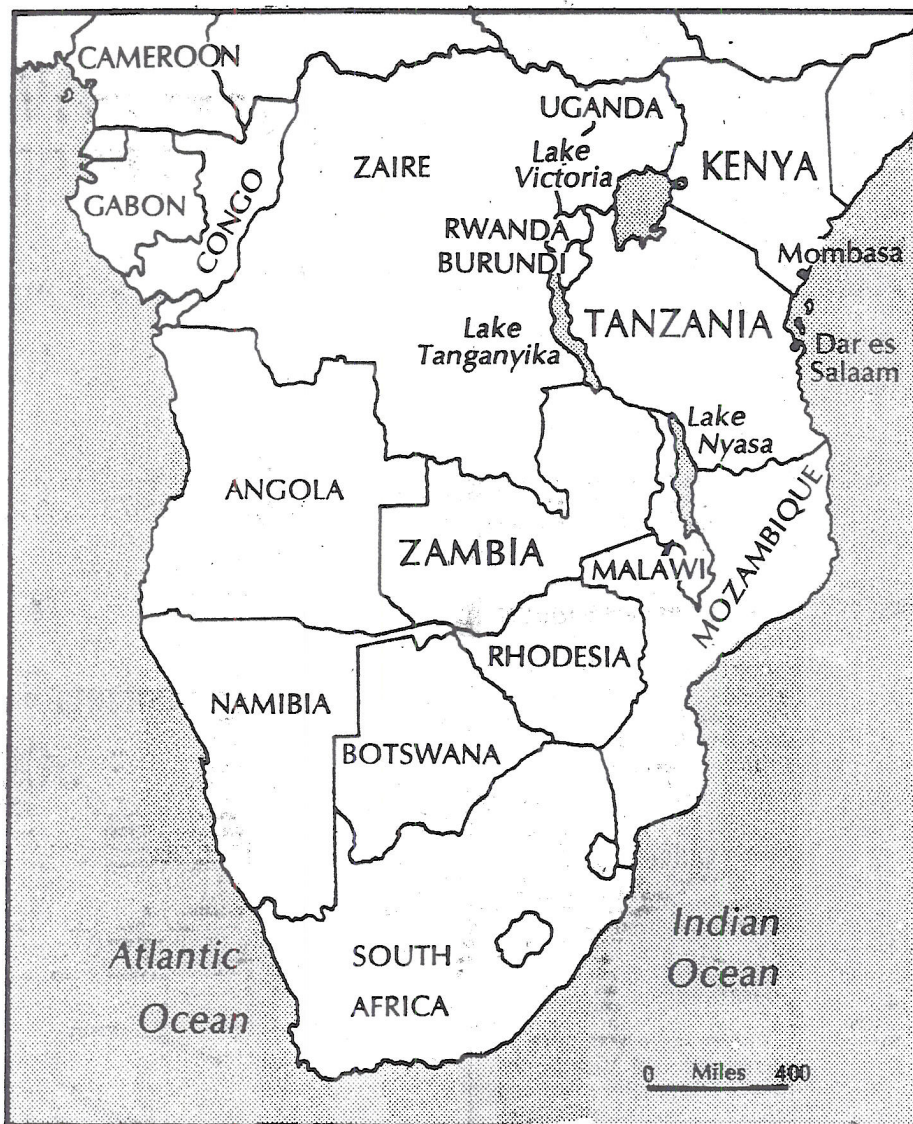 CAMEROON
UGANDA
Lake
Victoria
KENYA
ZAIRE
GABON
CONGO
RWANDA
BURUNDI
Mombasa
Lake
Tanganyika
TANZANIA
Dar es
Salaam
Lake
Nyasa
ANGOLA
ZAMBIA
MALAWI
MOZAMBIQUE
RHODESIA
NAMIBIA
BOTSWANA
Atlantic
Ocean
SOUTH
AFRICA
Indian
Ocean
0 Miles 400